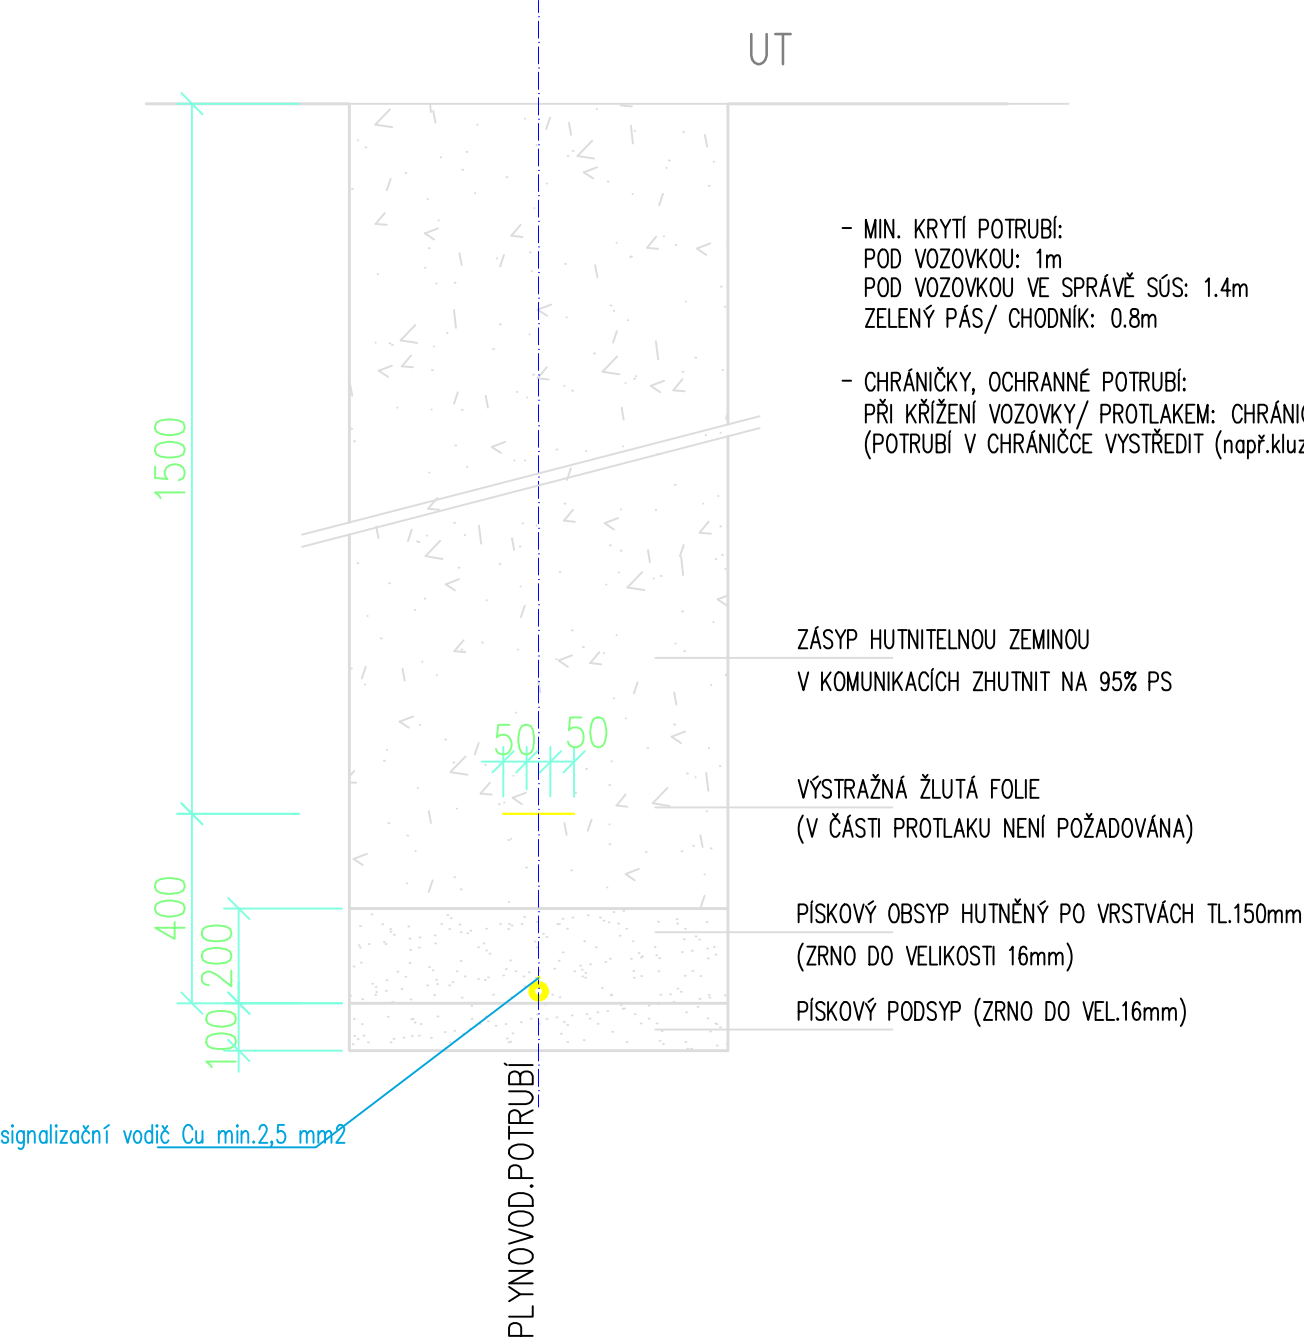 UT
- MIN. KRYTÍ POTRUBÍ:
POD VOZOVKOU: 1m
POD VOZOVKOU VE SPRÁVĚ SÚS: 1.4m
ZELENÝ PÁS/ CHODNÍK: 0.8m
- CHRÁNIČKY, OCHRANNÉ POTRUBÍ:
PŘI KŘÍŽENÍ VOZOVKY/ PROTLAKEM:
(POTRUBÍ V CHRÁNIČCE VYSTŘEDIT
1500
ZÁSYP HUTNITELNOU ZEMINOU
V KOMUNIKACÍCH ZHUTNIT NA 95% PS
50 50
VÝSTRAŽNÁ ŽLUTÁ FOLIE
(V ČÁSTI PROTLAKU NENÍ POŽADOVÁNA)
400
200
100
PÍSKOVÝ OBSYP HUTNĚNÝ PO VRSTVÁCH TL.150mm
(ZRNO DO VELIKOSTI 16mm)
PÍSKOVÝ PODSYP (ZRNO DO VEL.16mm)
signalizační vodič Cu min.2,5 mm2
PLYNOVOD.POTRUBÍ